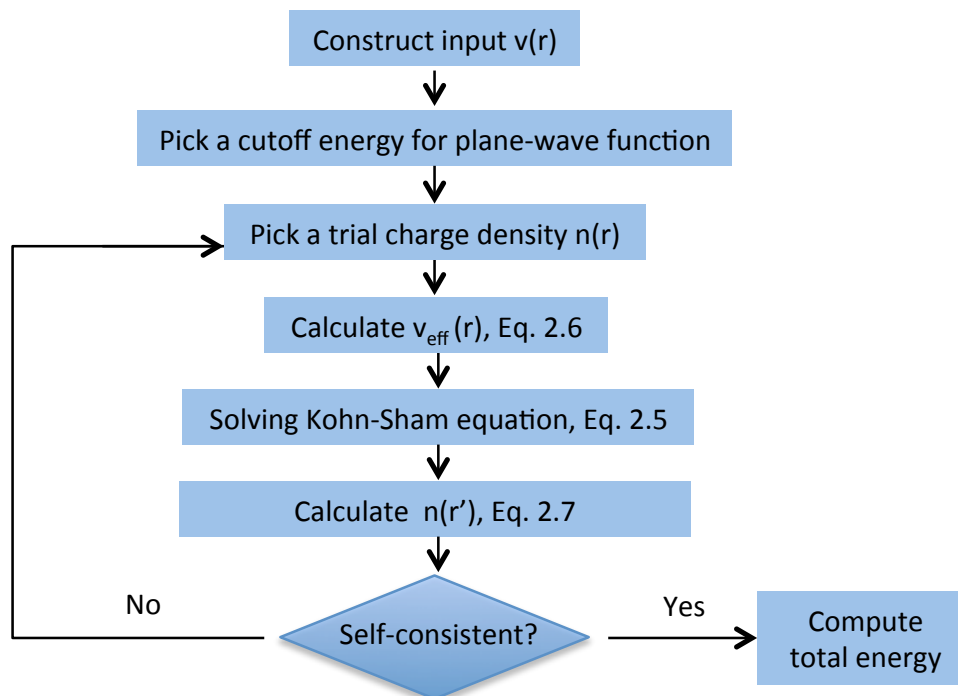 Construct input v(r)
Pick a cutoff energy for plane-wave function
Pick a trial charge density n(r)
Calculate veff (r), Eq. 2.6
Solving Kohn-Sham equation, Eq. 2.5
Calculate n(r’), Eq. 2.7
No
Self-consistent?
Yes
Compute
total energy